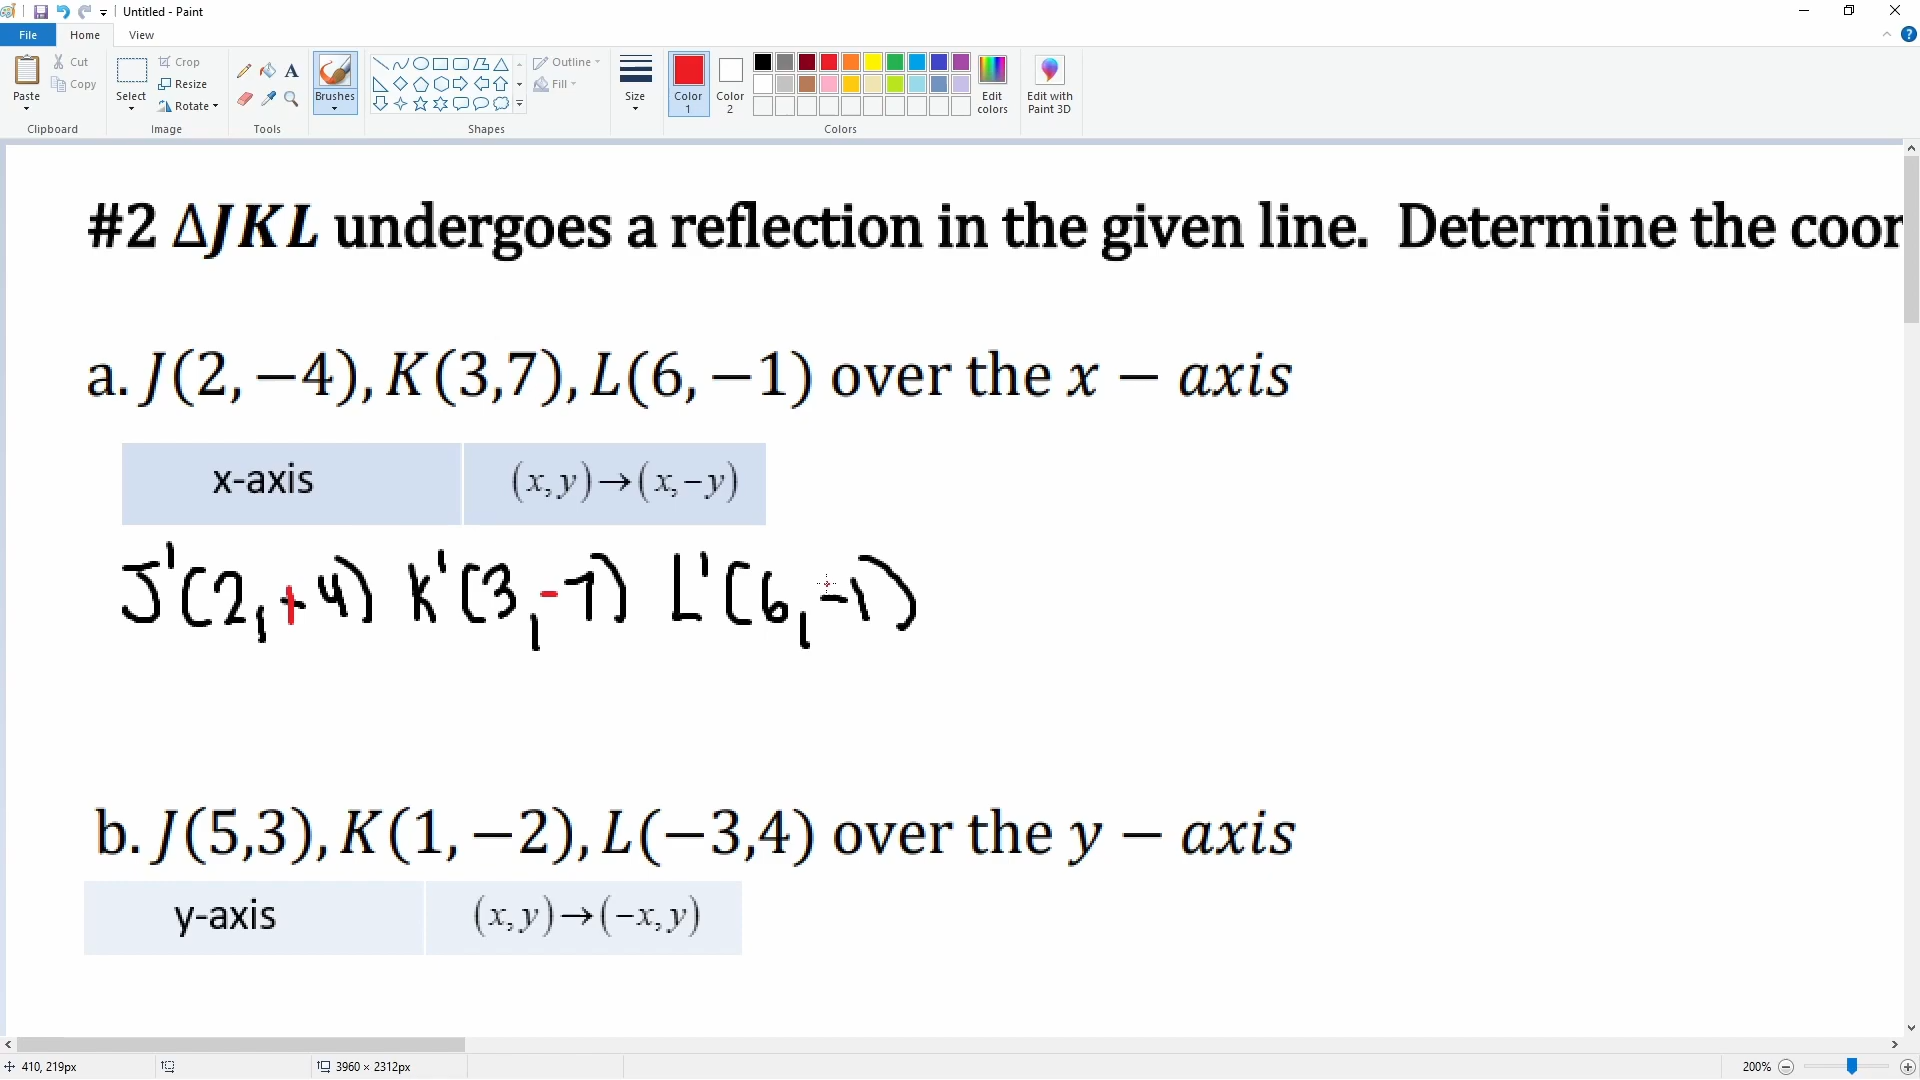 Untitled - Paint
File Home View
Paste Cut Copy Clipboard
Select Crop Resize Rotate Image
A Tools
Brushes
Shapes Outline Fill
Size
Color 1 Color 2 Edit colors Colors
Edit with Paint 3D
#2 ΔJKL undergoes a reflection in the given line. Determine the coor
a. J(2, −4), K(3,7), L(6, −1) over the x − axis
x-axis (x, y)→(x,−y)
J'(2,+4) K'(3,-7) L'(6,-1)
b. J(5,3), K(1, −2), L(−3,4) over the y − axis
y-axis (x, y)→(−x, y)
410, 219px 3960 × 2312px 200%